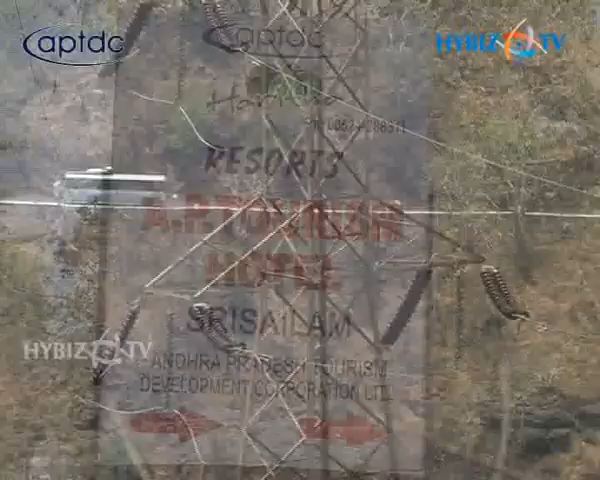 aptdc
HYBIZ TV
aptdc
Haritha
RESORTS
A.P. TOURISM
HOTEL
SRISAILAM
HYBIZ TV
ANDHRA PRADESH TOURISM
DEVELOPMENT CORPORATION LTD.